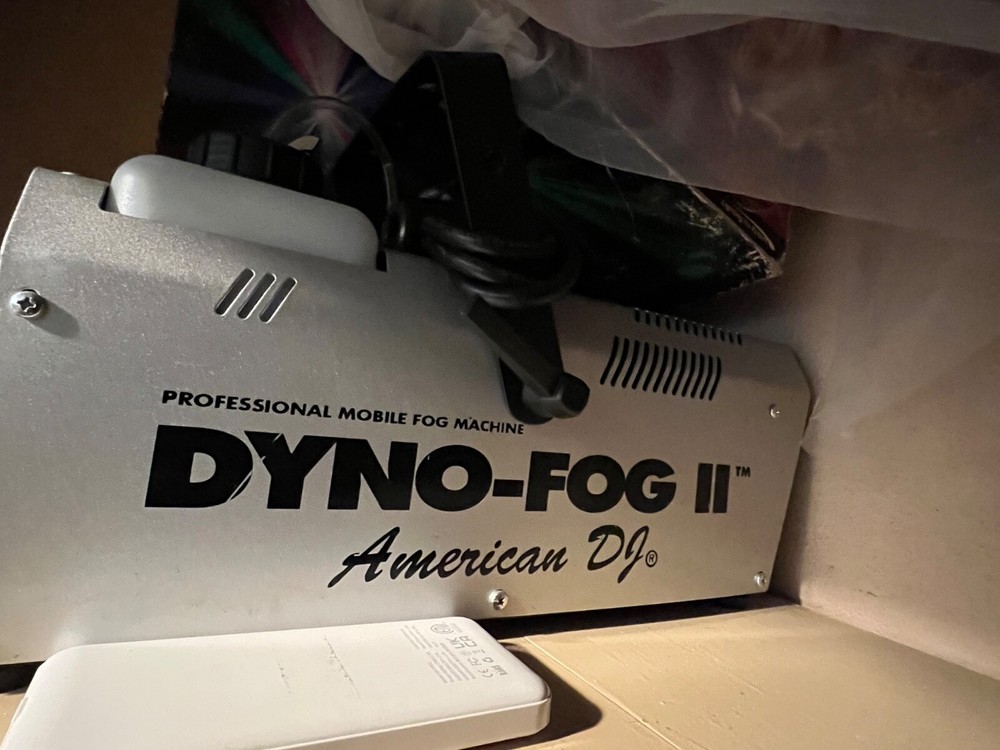 PROFESSIONAL MOBILE FOG MACHINE
DYNO-FOG II™
American DJ®